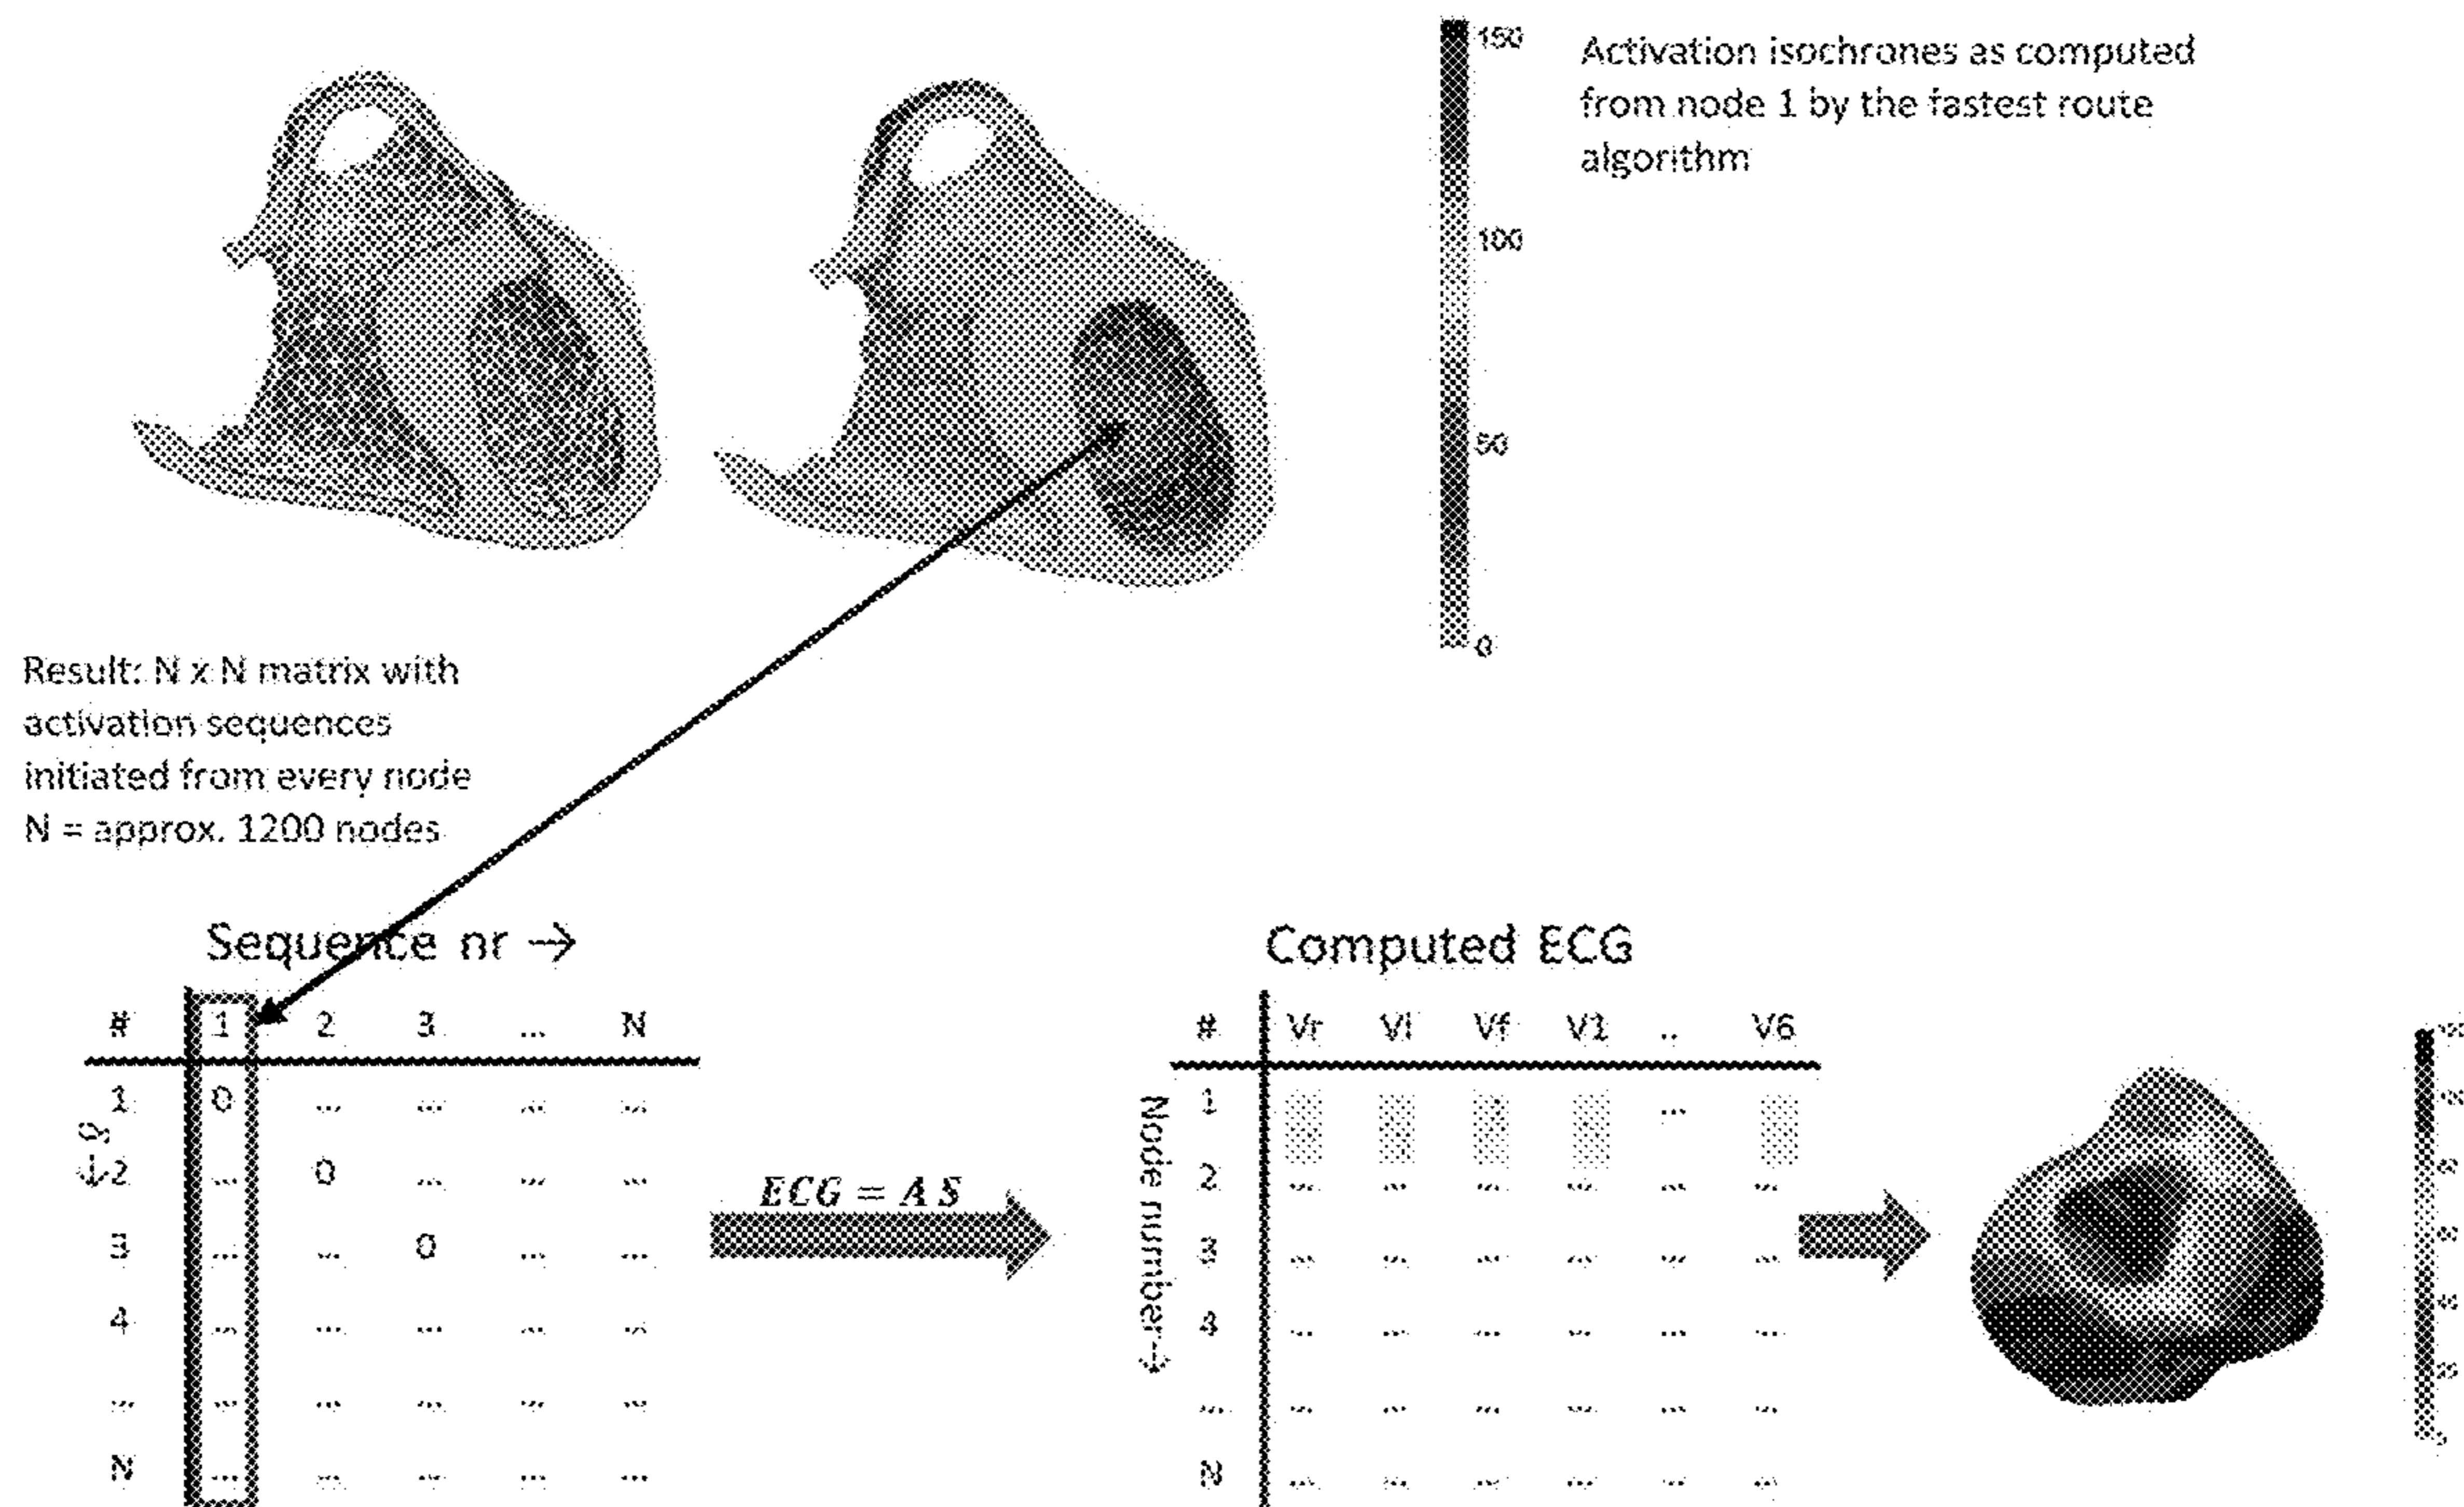 150
100
50
0
Activation isochrones as computed
from node 1 by the fastest route
algorithm
Result: N x N matrix with
activation sequences
initiated from every node
N = approx. 1200 nodes
Sequence nr →
# 1 2 3 ... N
1 0 ... ... ... ...
2 ... 0 ... ... ...
3 ... ... 0 ... ...
4 ... ... ... ... ...
... ... ... ... ... ...
N ... ... ... ... ...
ECG = A S
Computed ECG
# Vr Vl Vf V1 .. V6
Node number →
1 ...
2 ... ... ... ... ... ...
3 ... ... ... ... ... ...
4 ... ... ... ... ... ...
... ... ... ... ... ... ...
N ... ... ... ... ... ...